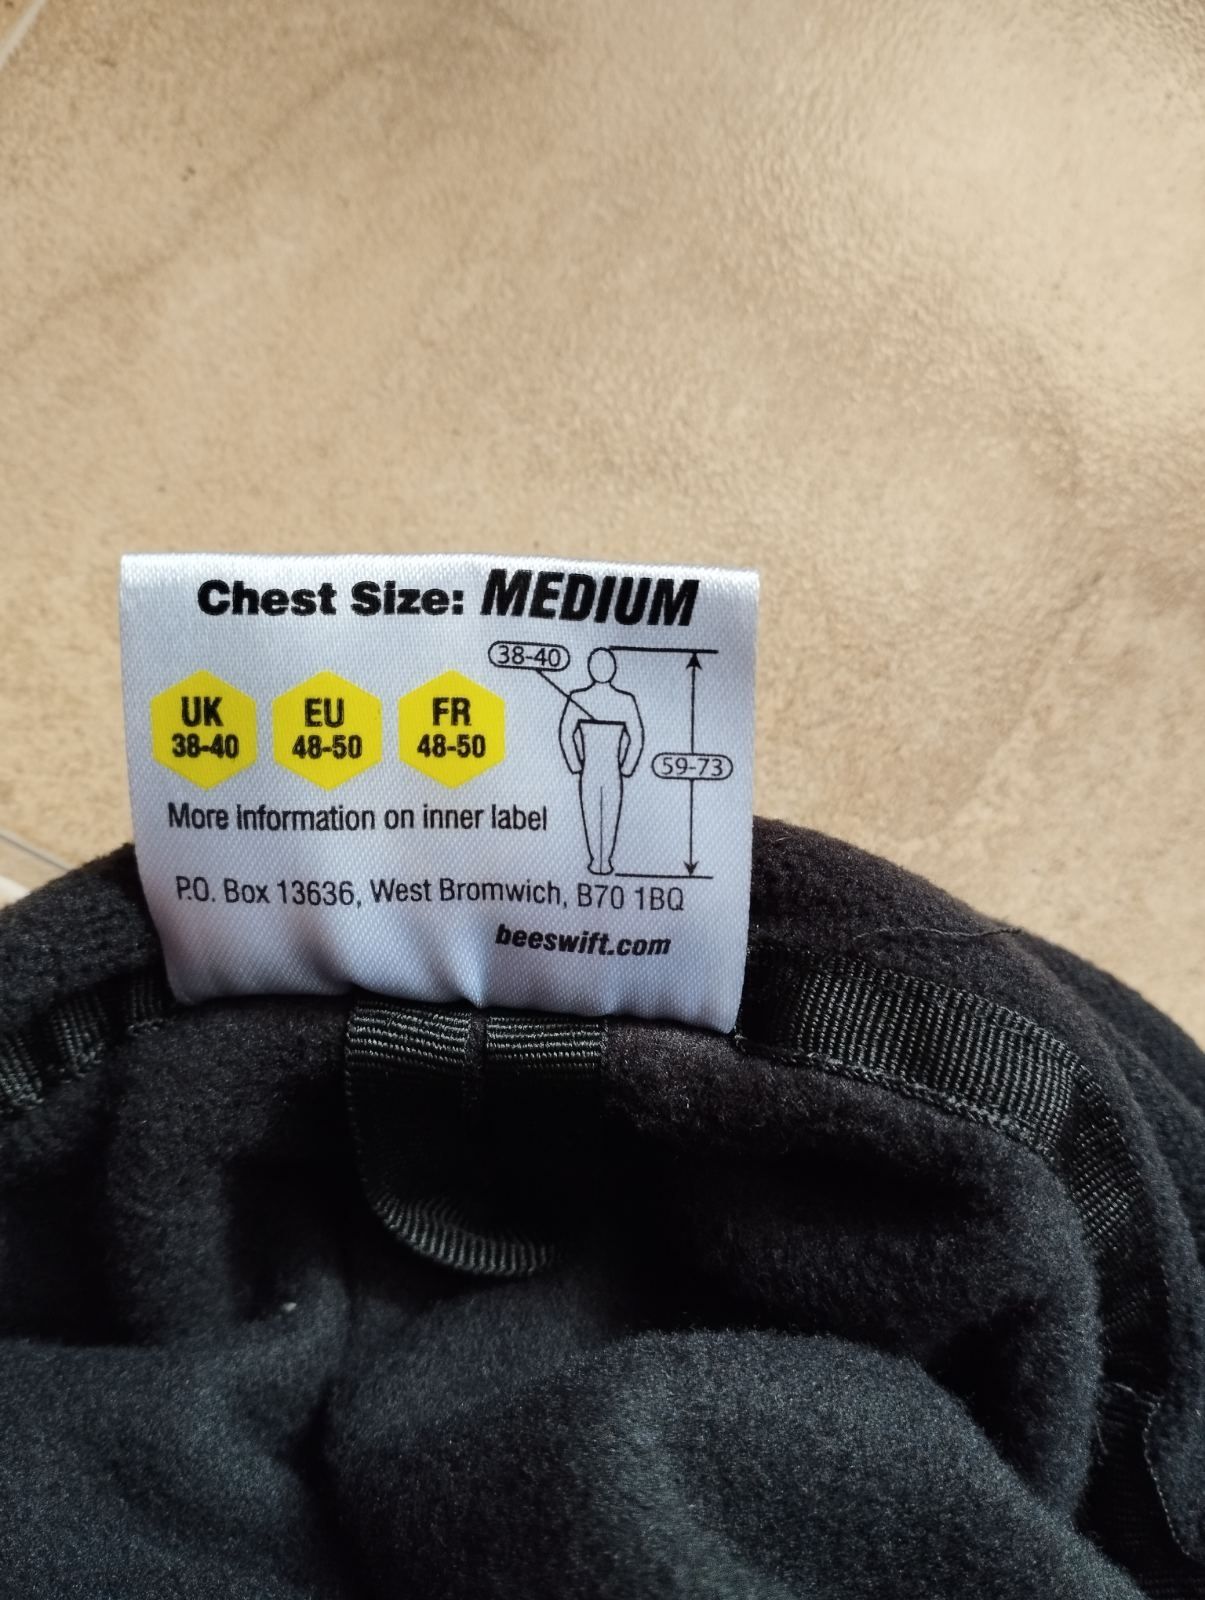 Chest Size: MEDIUM
38-40
UK
38-40
EU
48-50
FR
48-50
59-73
More information on inner label
P.O. Box 13636, West Bromwich, B70 1BQ
beeswift.com